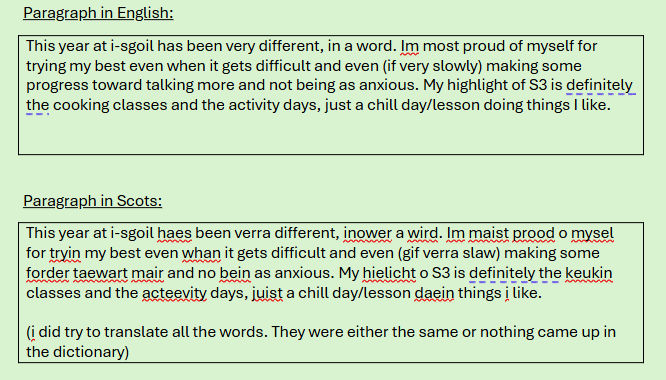 Paragraph in English:
This year at i-sgoil has been very different, in a word. Im most proud of myself for
trying my best even when it gets difficult and even (if very slowly) making some
progress toward talking more and not being as anxious. My highlight of S3 is definitely
the cooking classes and the activity days, just a chill day/lesson doing things I like.
Paragraph in Scots:
This year at i-sgoil haes been verra different, inower a wird. Im maist prood o mysel
for tryin my best even whan it gets difficult and even (gif verra slaw) making some
forder taewart mair and no bein as anxious. My hielicht o S3 is definitely the keukin
classes and the acteevity days, juist a chill day/lesson daein things i like.
(i did try to translate all the words. They were either the same or nothing came up in
the dictionary)